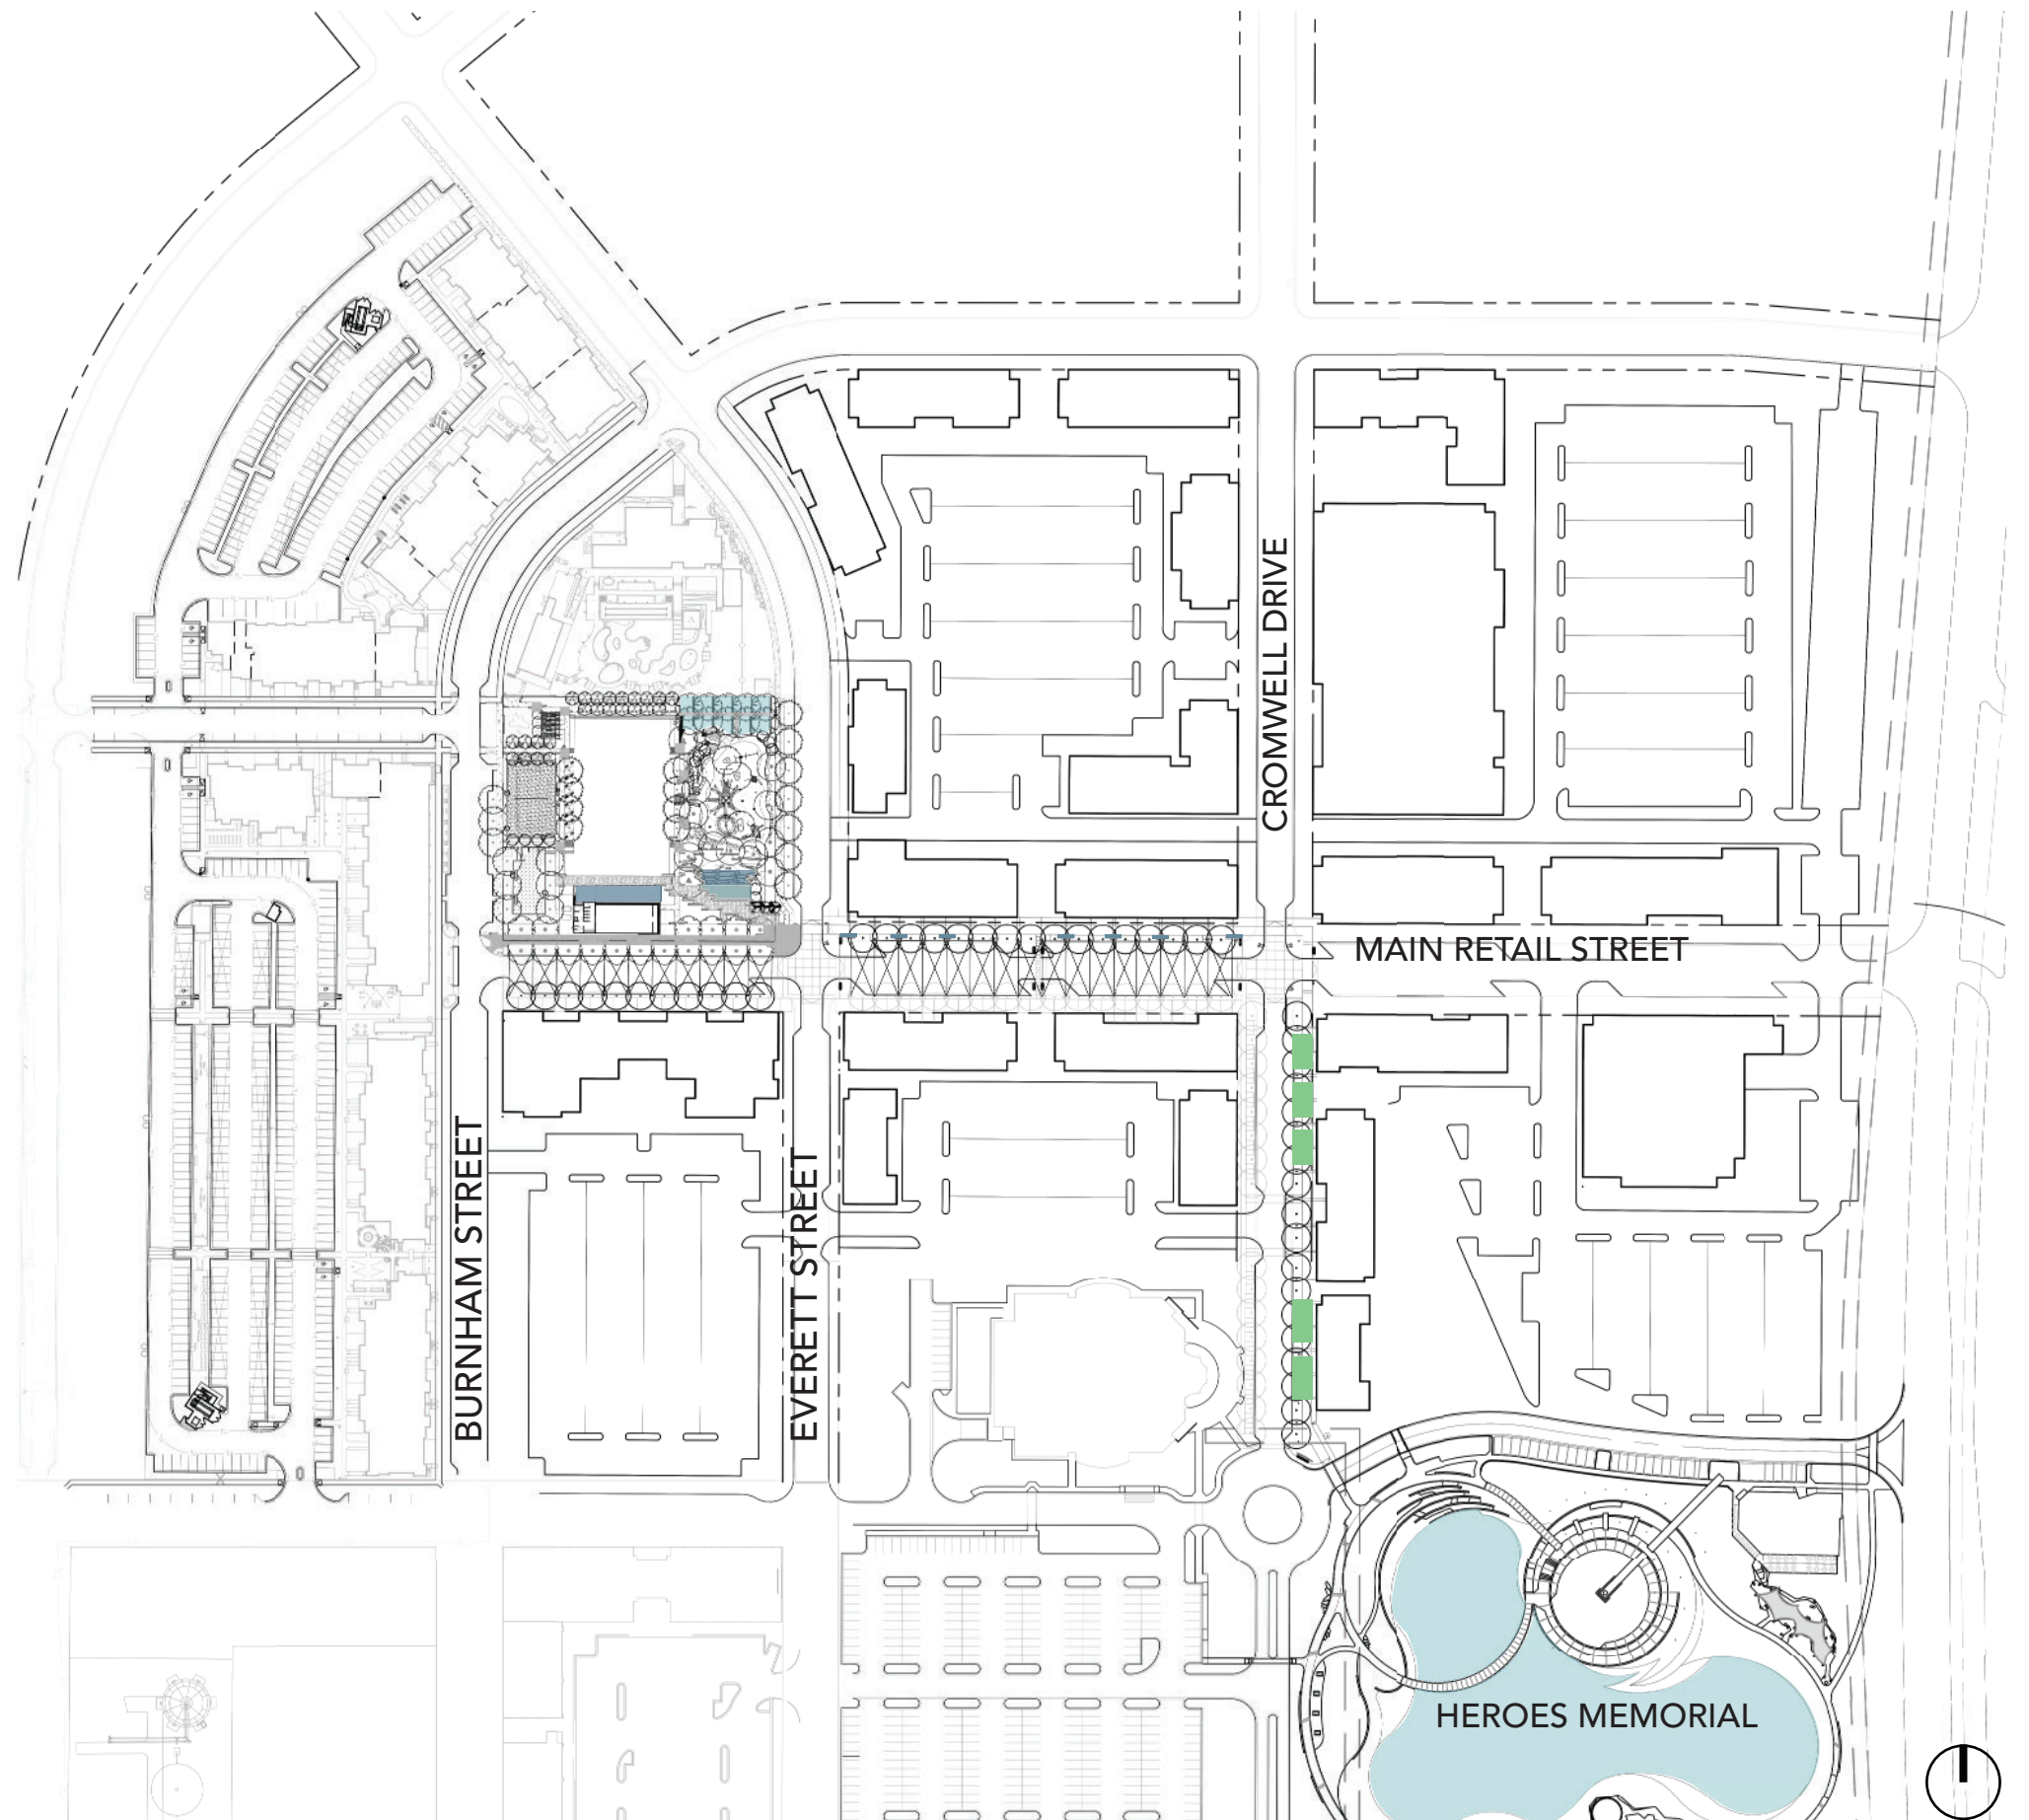 CROMWELL DRIVE
MAIN RETAIL STREET
BURNHAM STREET
EVERETT STREET
HEROES MEMORIAL